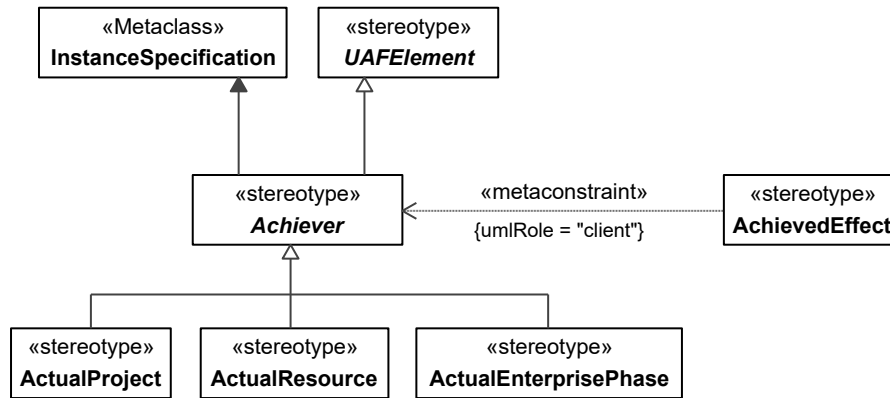 «Metaclass»
InstanceSpecification
«stereotype»
UAFElement
«stereotype»
Achiever
«metaconstraint»
{umlRole = "client"}
«stereotype»
AchievedEffect
«stereotype»
ActualProject
«stereotype»
ActualResource
«stereotype»
ActualEnterprisePhase